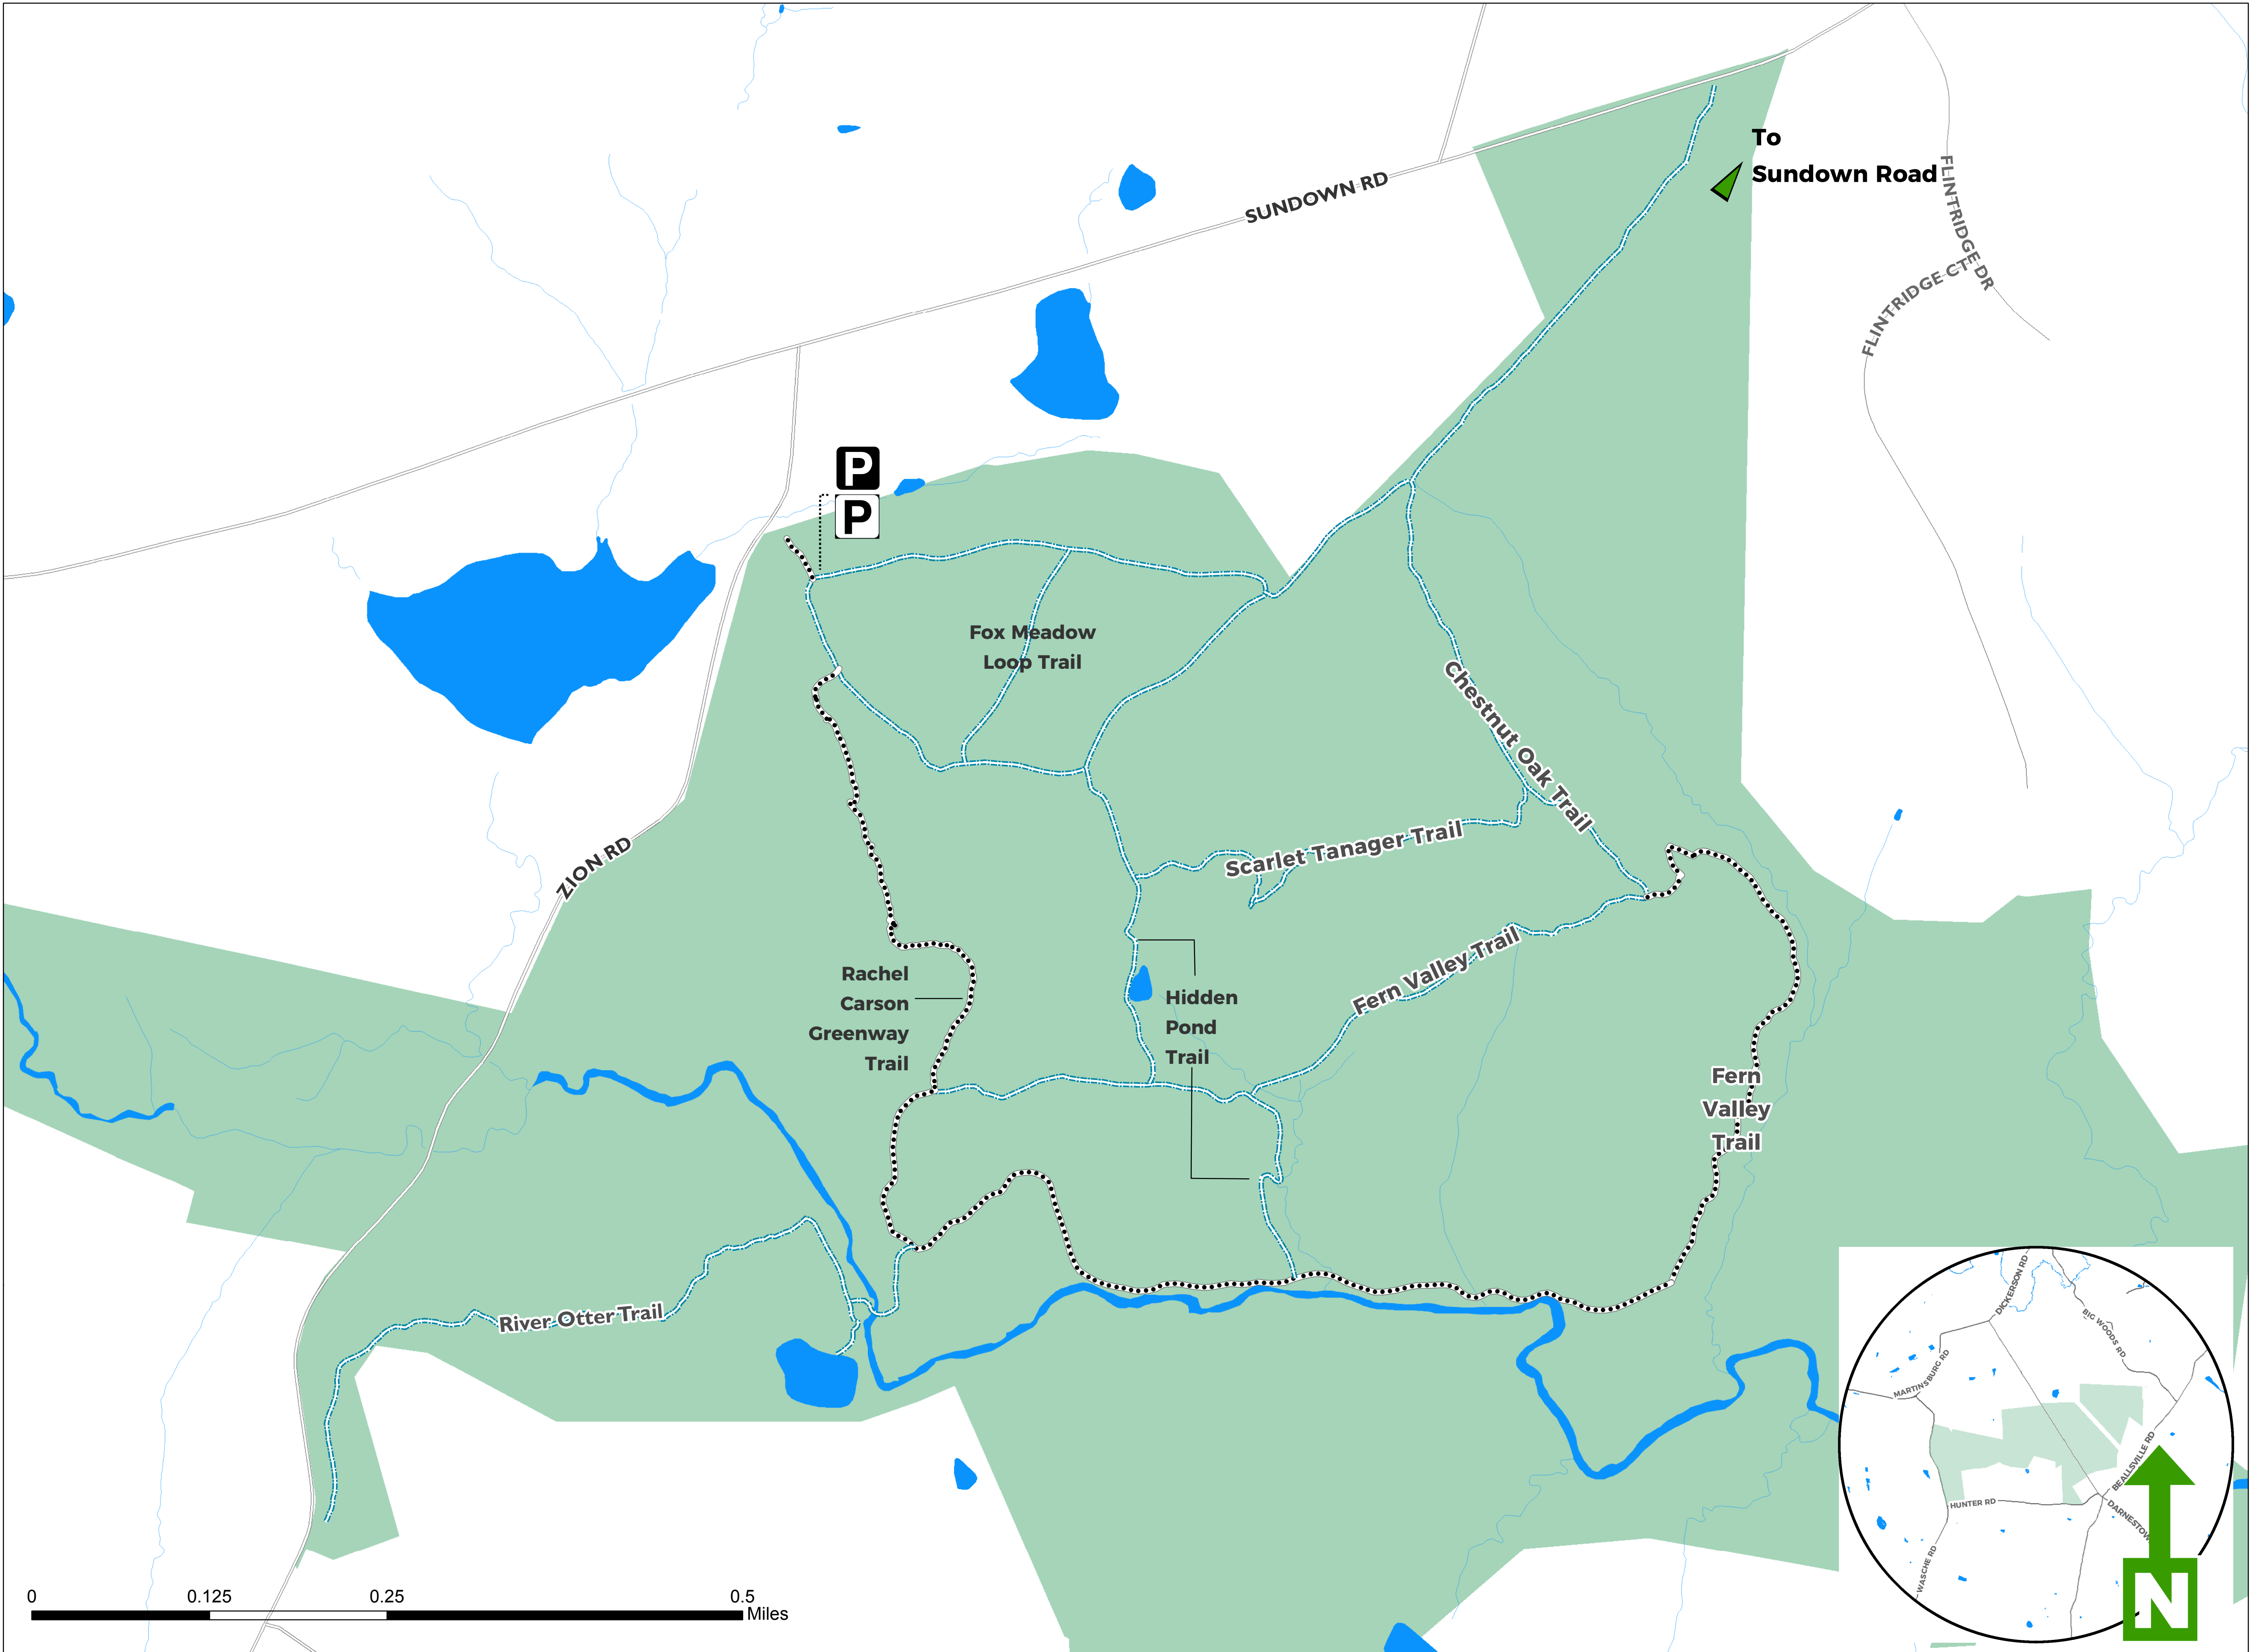 To
Sundown Road
FLINTRIDGE DR
SUNDOWN RD
FLINTRIDGE CT
P
P
Fox Meadow
Loop Trail
Chestnut Oak Trail
Scarlet Tanager Trail
ZION RD
Fern Valley Trail
Rachel
Carson
Greenway
Trail
Hidden
Pond
Trail
Fern
Valley
Trail
River Otter Trail
DICKERSON RD
BIG WOODS RD
MARTINSBURG RD
BEALLSVILLE RD
HUNTER RD
DARNESTOW
WASCHE RD
N
0 0.125 0.25 0.5
Miles